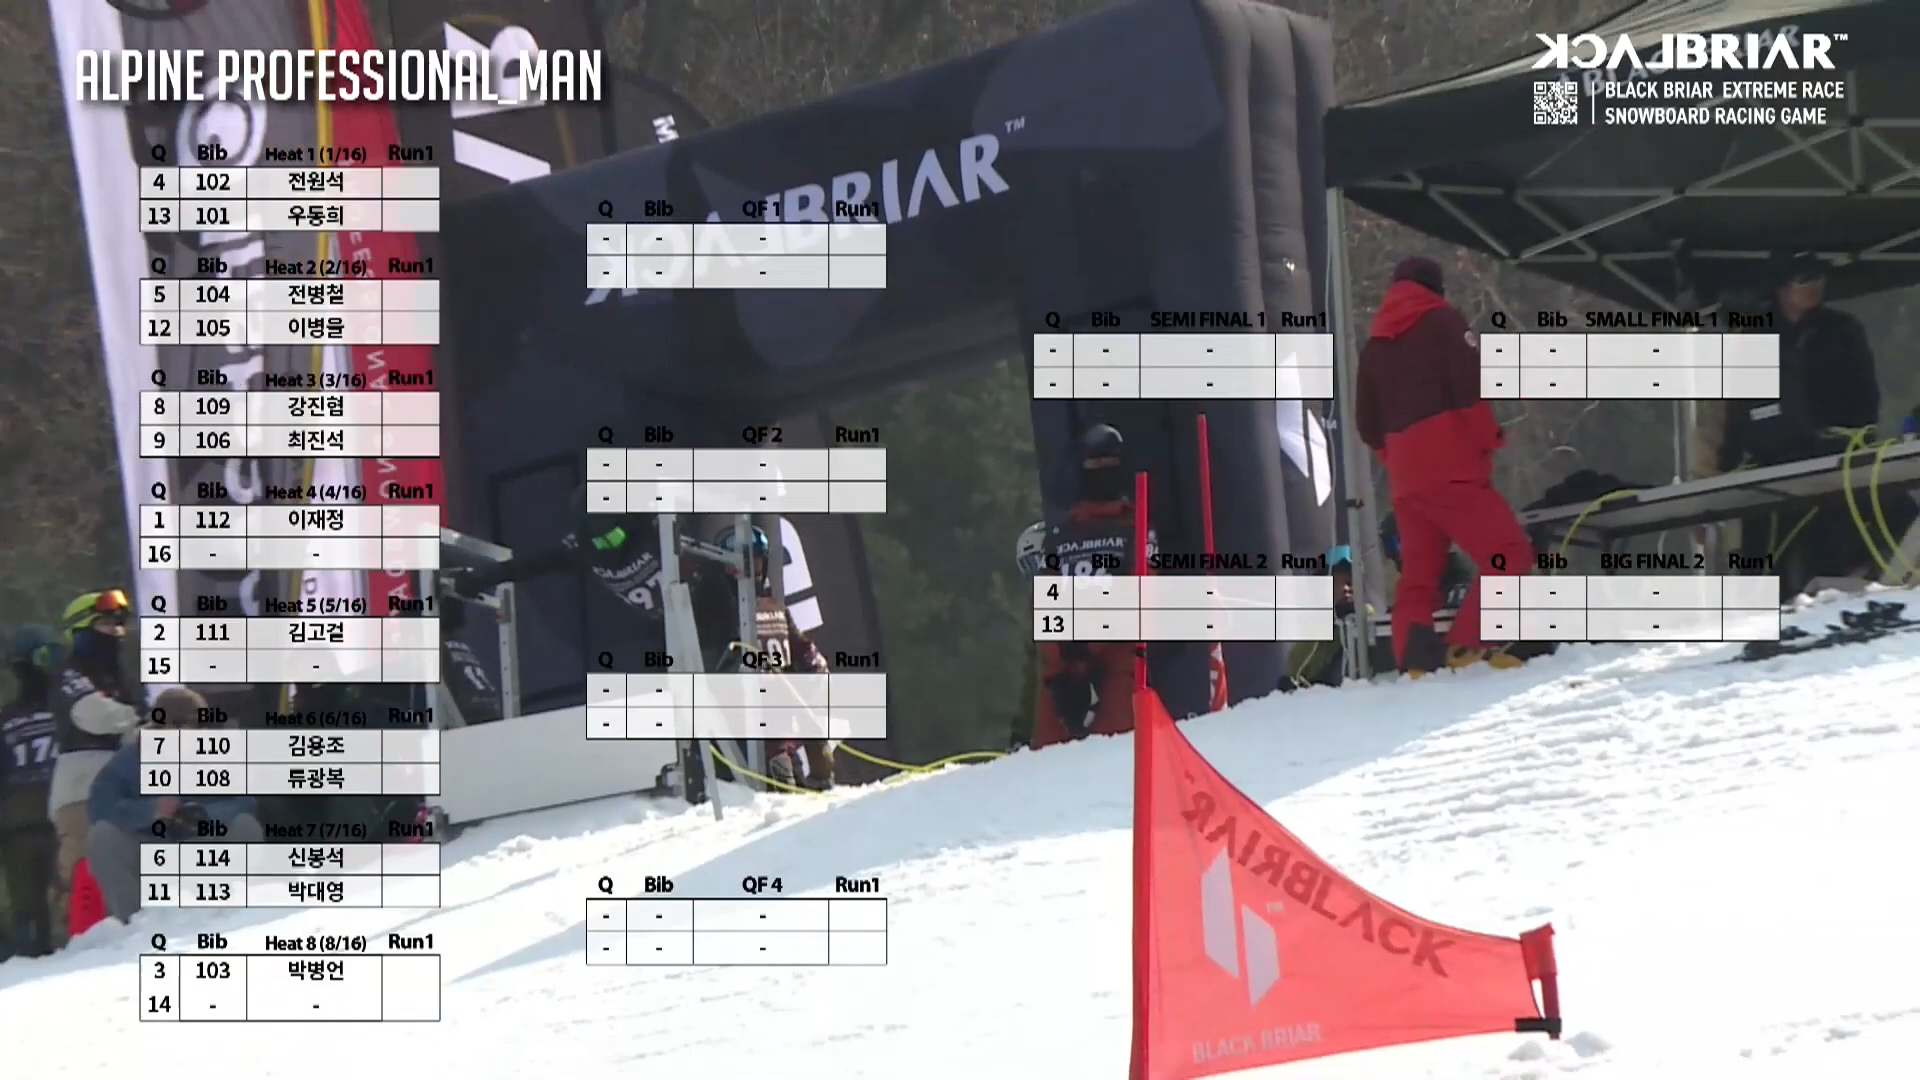 ALPINE PROFESSIONAL_MAN
BLACKBRIAR™
BLACK BRIAR EXTREME RACE
SNOWBOARD RACING GAME
Q Bib Heat 1 (1/16) Run1
4 102 전원석
13 101 우동희
Q Bib Heat 2 (2/16) Run1
5 104 전병철
12 105 이병율
Q Bib Heat 3 (3/16) Run1
8 109 강진협
9 106 최진석
Q Bib Heat 4 (4/16) Run1
1 112 이재정
16 - -
Q Bib Heat 5 (5/16) Run1
2 111 김고걸
15 - -
Q Bib Heat 6 (6/16) Run1
7 110 김용조
10 108 튜광복
Q Bib Heat 7 (7/16) Run1
6 114 신봉석
11 113 박대영
Q Bib Heat 8 (8/16) Run1
3 103 박병언
14 - -
Q Bib QF 1 Run1
- - -
- - -
Q Bib QF 2 Run1
- - -
- - -
Q Bib QF 3 Run1
- - -
- - -
Q Bib QF 4 Run1
- - -
- - -
Q Bib SEMI FINAL 1 Run1
- - -
- - -
Q Bib SEMI FINAL 2 Run1
4 - -
13 - -
Q Bib SMALL FINAL 1 Run1
- - -
- - -
Q Bib BIG FINAL 2 Run1
- - -
- - -
BLACKBRIAR™
BLACKBRIAR
184
17
BLACKBRIAR
BLACK BRIAR